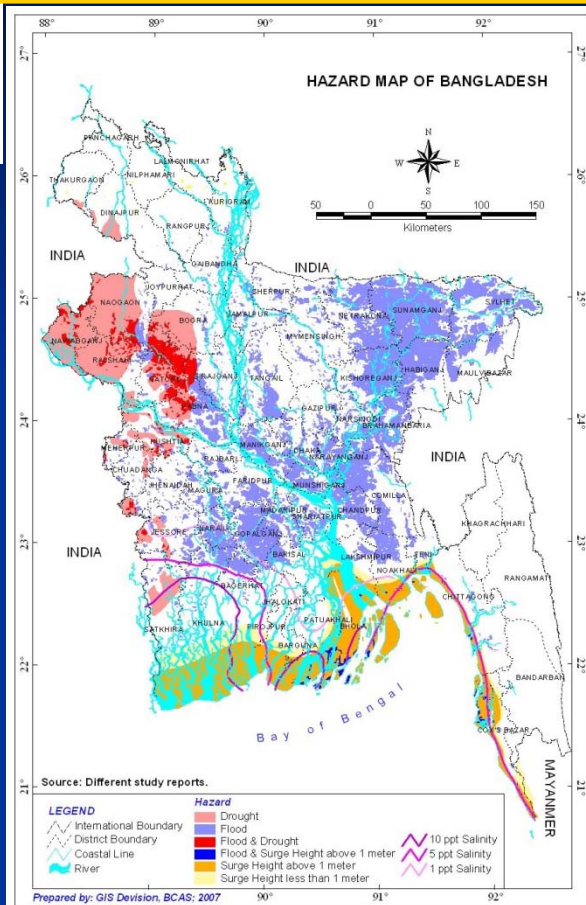 88° 89° 90° 91° 92°
27°
HAZARD MAP OF BANGLADESH
N
W E
S
50 0 50 100 150
Kilometers
26°
25°
24°
23°
22°
21°
PANCHAGARH
THAKURGAON
NILPHAMARI
LALMONIRHAT
DINAJPUR
RANGPUR
KURIGRAM
GAIBANDHA
INDIA
INDIA
JOYPURHAT
SHERPUR
NAOGAON
BOGRA
JAMALPUR
NETRAKONA
SUNAMGANJ
SYLHET
NAWABGANJ
MYMENSINGH
RAJSHAHI
NATORE
SIRAJGANJ
TANGAIL
KISHOREGANJ
HABIGANJ
MAULVIBAZAR
PABNA
GAZIPUR
NARSINGDI
BRAHAMANBARIA
KUSHTIA
MANIKGANJ
DHAKA
MEHERPUR
RAJBARI
NARAYANGANJ
INDIA
CHUADANGA
JHENAIDAH
FARIDPUR
MUNSHIGANJ
MAGURA
COMILLA
MADARIPUR
CHANDPUR
SHARIATPUR
KHAGRACHHARI
JESSORE
NARAIL
GOPALGANJ
INDIA
BARISAL
LAKSHMIPUR
FENI
NOAKHALI
RANGAMATI
BAGERHAT
JHALOKATI
CHITTAGONG
KHULNA
PIROJPUR
PATUAKHALI
BHOLA
SATKHIRA
BARGUNA
BANDARBAN
Bay of Bengal
COX'S BAZAR
MAYANMER
Source: Different study reports.
LEGEND
International Boundary
District Boundary
Coastal Line
River
Hazard
Drought
Flood
Flood & Drought
Flood & Surge Height above 1 meter
Surge Height above 1 meter
Surge Height less than 1 meter
10 ppt Salinity
5 ppt Salinity
1 ppt Salinity
90° 91° 92°
Prepared by: GIS Devision, BCAS; 2007